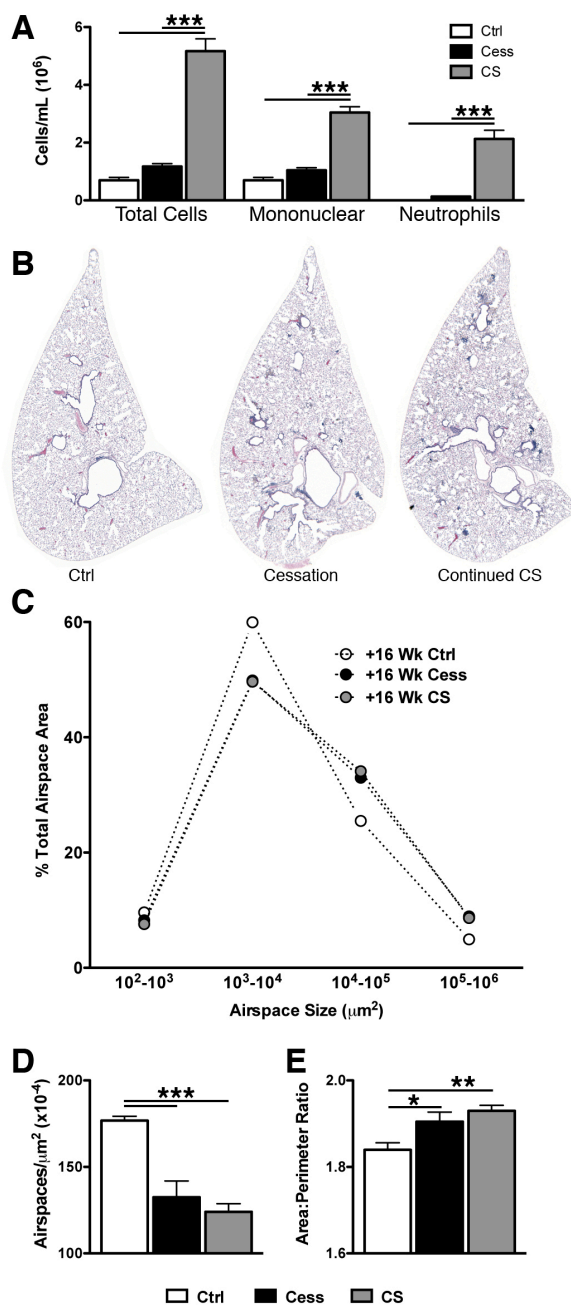 A
Cells/mL (10⁶)
6
4
2
0
***
***
***
Ctrl
Cess
CS
Total Cells Mononuclear Neutrophils
B
Ctrl Cessation Continued CS
C
% Total Airspace Area
60
40
20
0
+16 Wk Ctrl
+16 Wk Cess
+16 Wk CS
10²-10³ 10³-10⁴ 10⁴-10⁵ 10⁵-10⁶
Airspace Size (μm²)
D
Airspaces/μm² (x10⁻⁴)
200
150
100
***
E
Area:Perimeter Ratio
2.0
1.8
1.6
*
**
Ctrl Cess CS